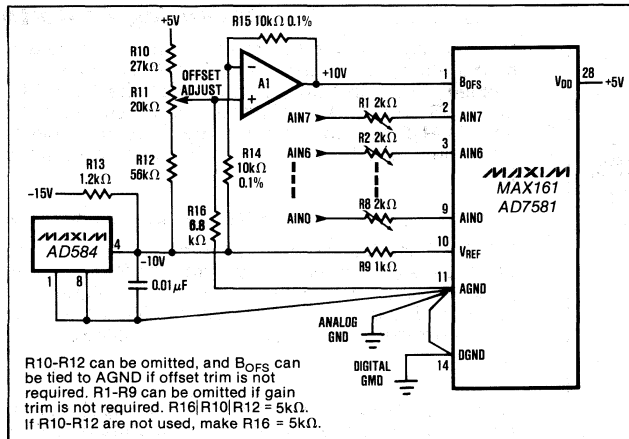 R15 10kΩ 0.1%
+5V
R10
27kΩ
OFFSET
ADJUST
R11
20kΩ
A1
−
+
+10V
1
BOFS
VDD
28
+5V
AIN7
R1 2kΩ
2
AIN7
AIN6
R2 2kΩ
3
AIN6
R12
56kΩ
R13
1.2kΩ
−15V
R14
10kΩ
0.1%
MAXIM
MAX161
AD7581
R16
6.8
kΩ
AIN0
R8 2kΩ
9
AIN0
MAXIM
AD584
4
−10V
10
VREF
R9 1kΩ
11
AGND
1
8
0.01µF
ANALOG
GND
DIGITAL
GMD
14
DGND
R10-R12 can be omitted, and BOFS can
be tied to AGND if offset trim is not
required. R1-R9 can be omitted if gain
trim is not required. R16|R10|R12 = 5kΩ.
If R10-R12 are not used, make R16 = 5kΩ.